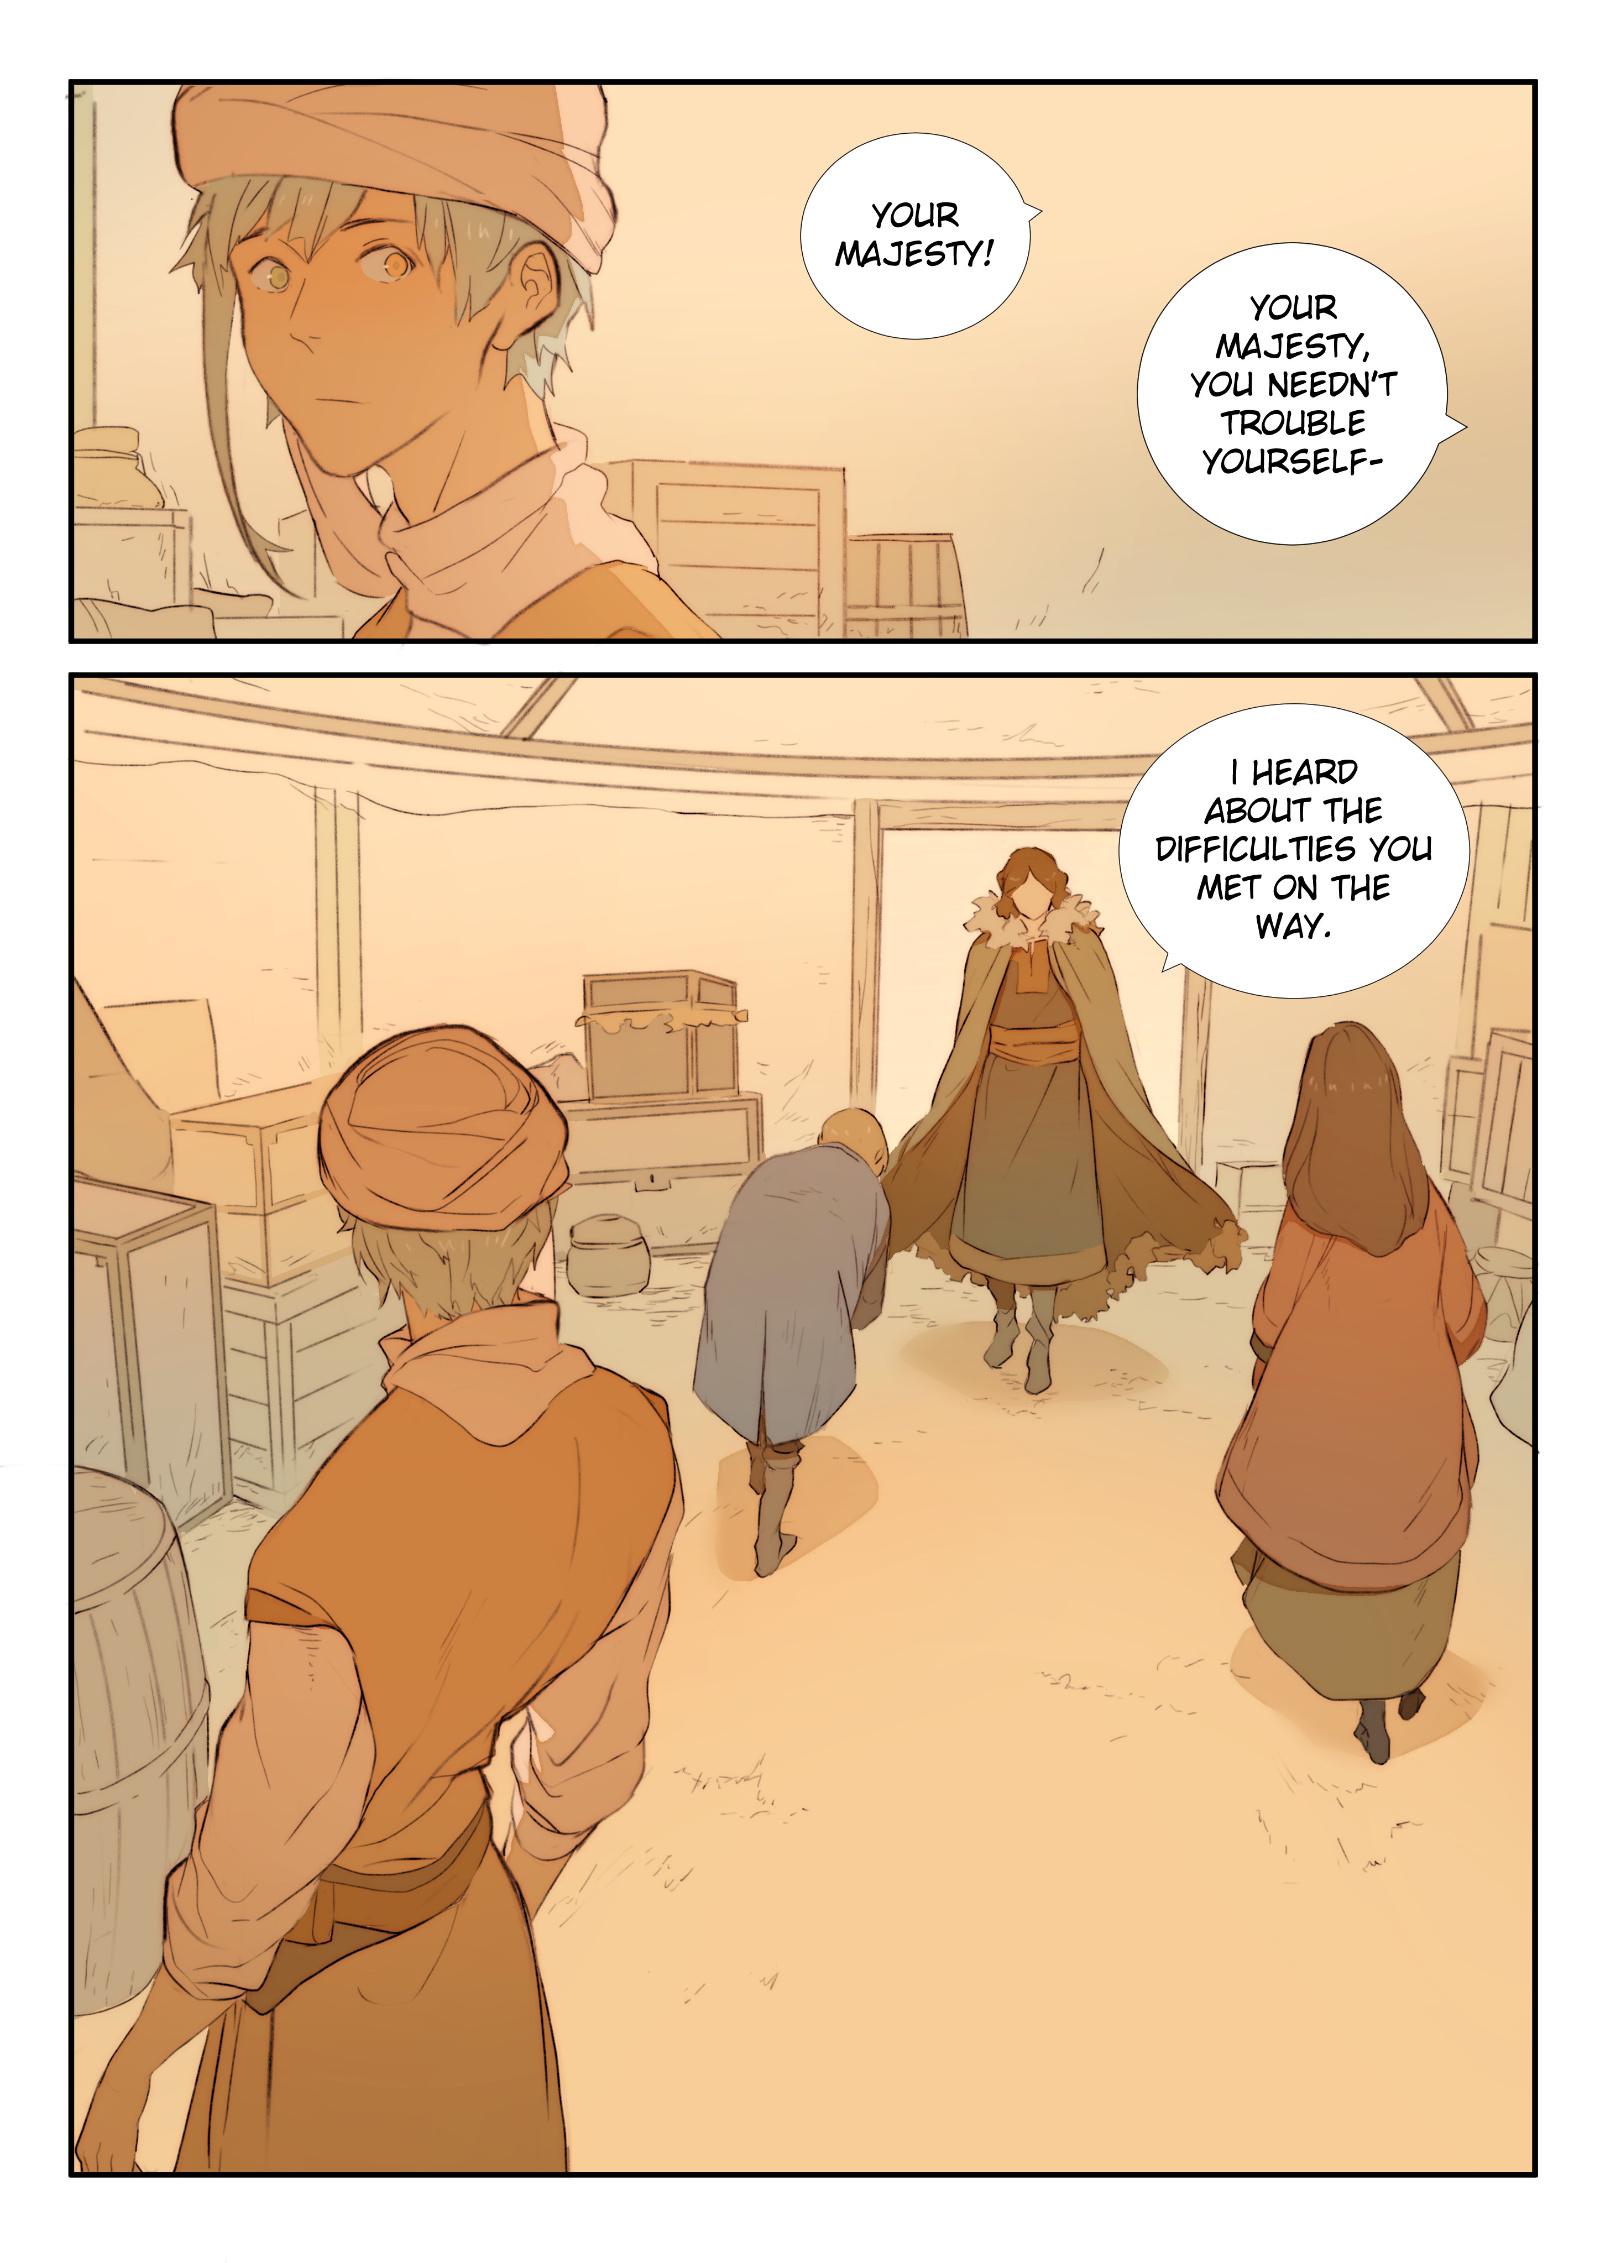 YOUR
MAJESTY!
YOUR
MAJESTY,
YOU NEEDN'T
TROUBLE
YOURSELF-
I HEARD
ABOUT THE
DIFFICULTIES YOU
MET ON THE
WAY.